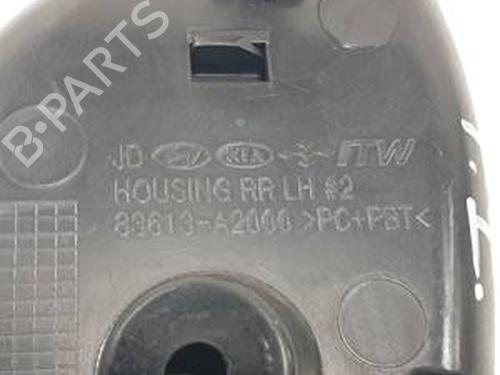 B-PARTS
JD KIA ITW
HOUSING RR LH #2
83613-A2000 >PC+PBT<